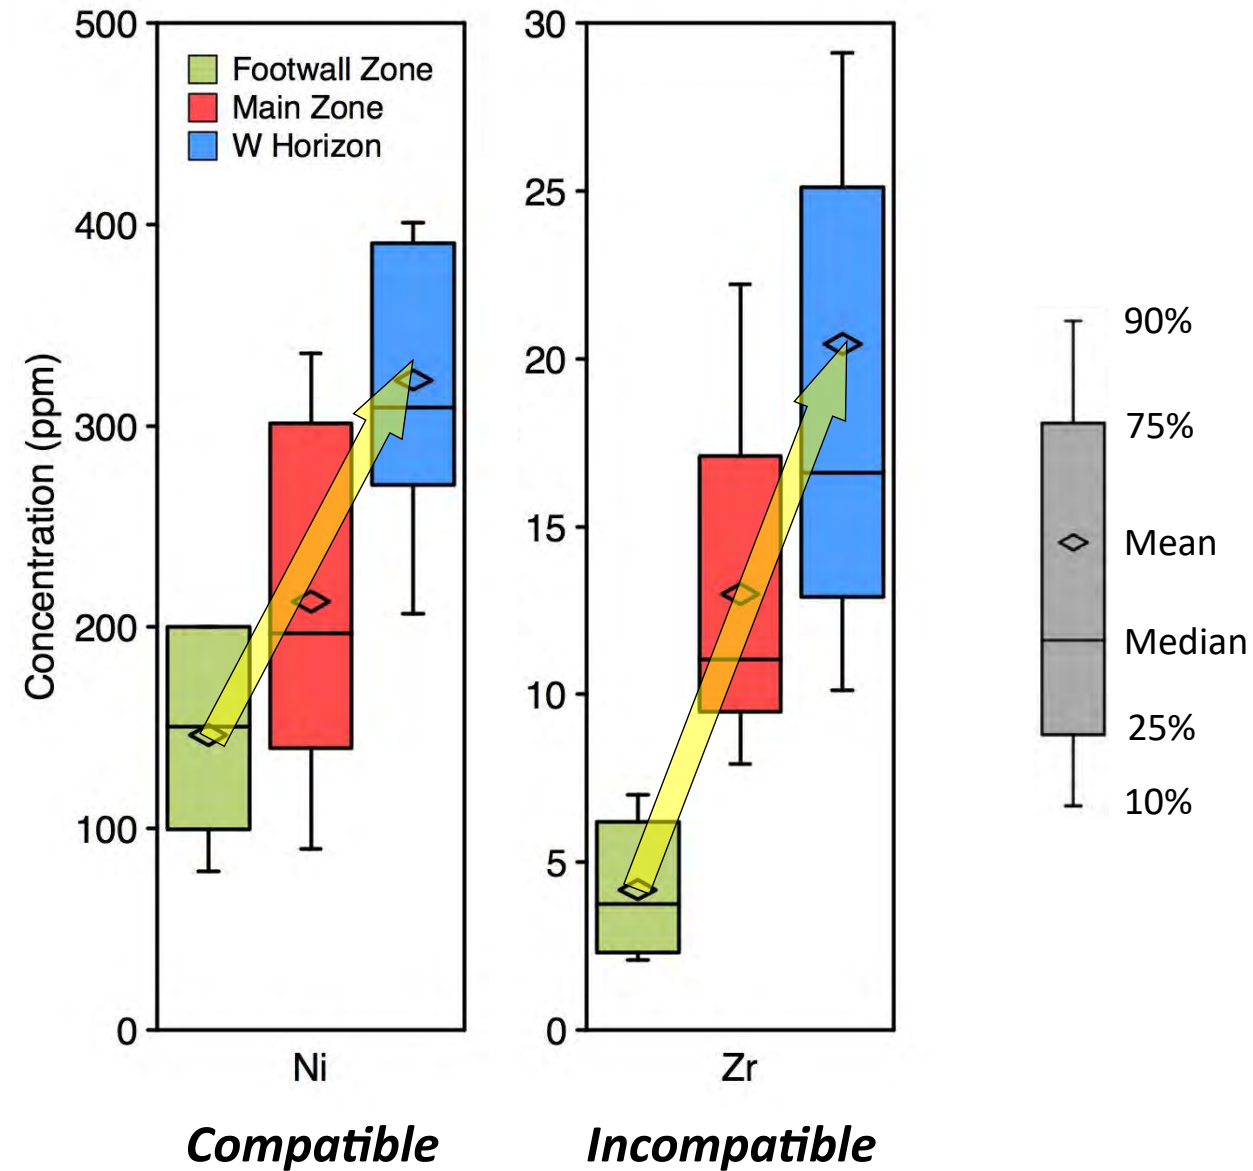 500
400
300
200
100
0
Concentration (ppm)
Footwall Zone
Main Zone
W Horizon
Ni
Compatible
30
25
20
15
10
5
0
Zr
Incompatible
90%
75%
Mean
Median
25%
10%